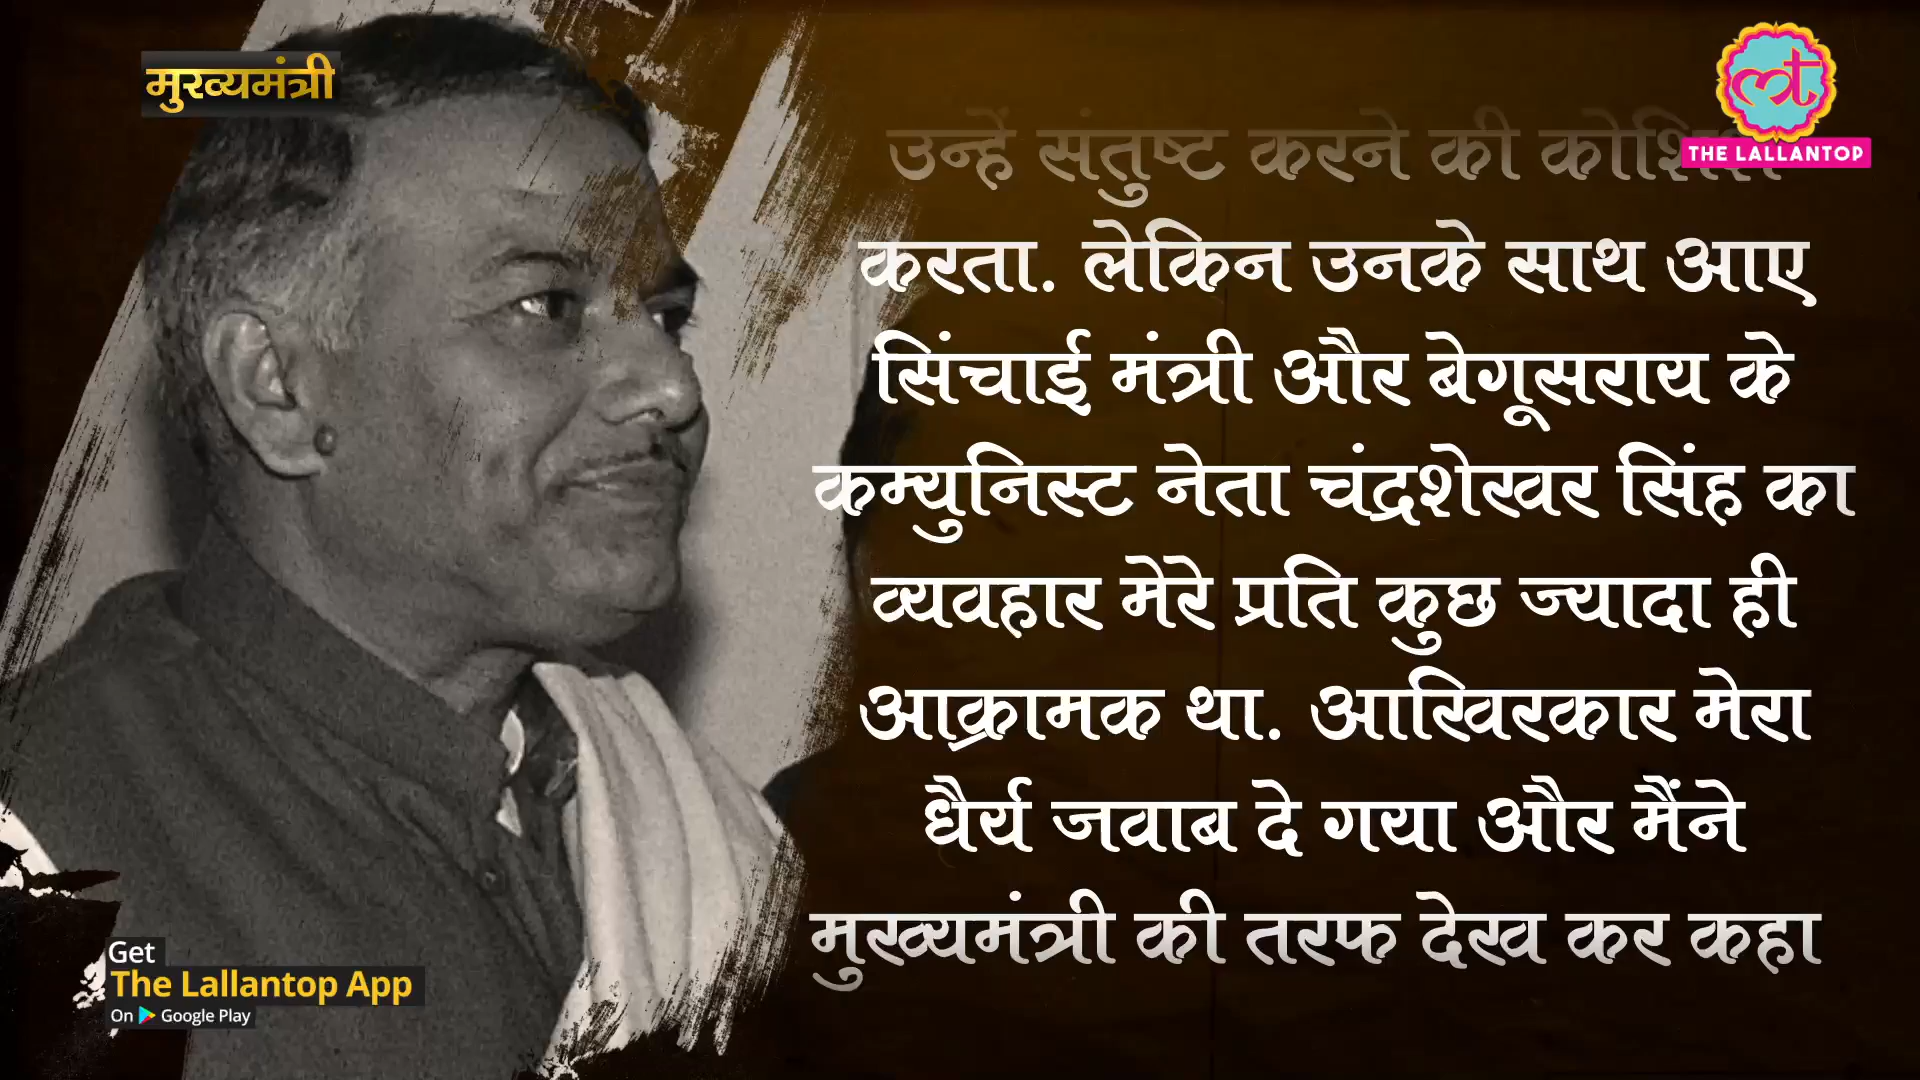 मुख्यमंत्री
THE LALLANTOP
उन्हें संतुष्ट करने की कोशिश
करता. लेकिन उनके साथ आए
सिंचाई मंत्री और बेगूसराय के
कम्युनिस्ट नेता चंद्रशेखर सिंह का
व्यवहार मेरे प्रति कुछ ज्यादा ही
आक्रामक था. आखिरकार मेरा
धैर्य जवाब दे गया और मैंने
मुख्यमंत्री की तरफ देख कर कहा
Get
The Lallantop App
On Google Play